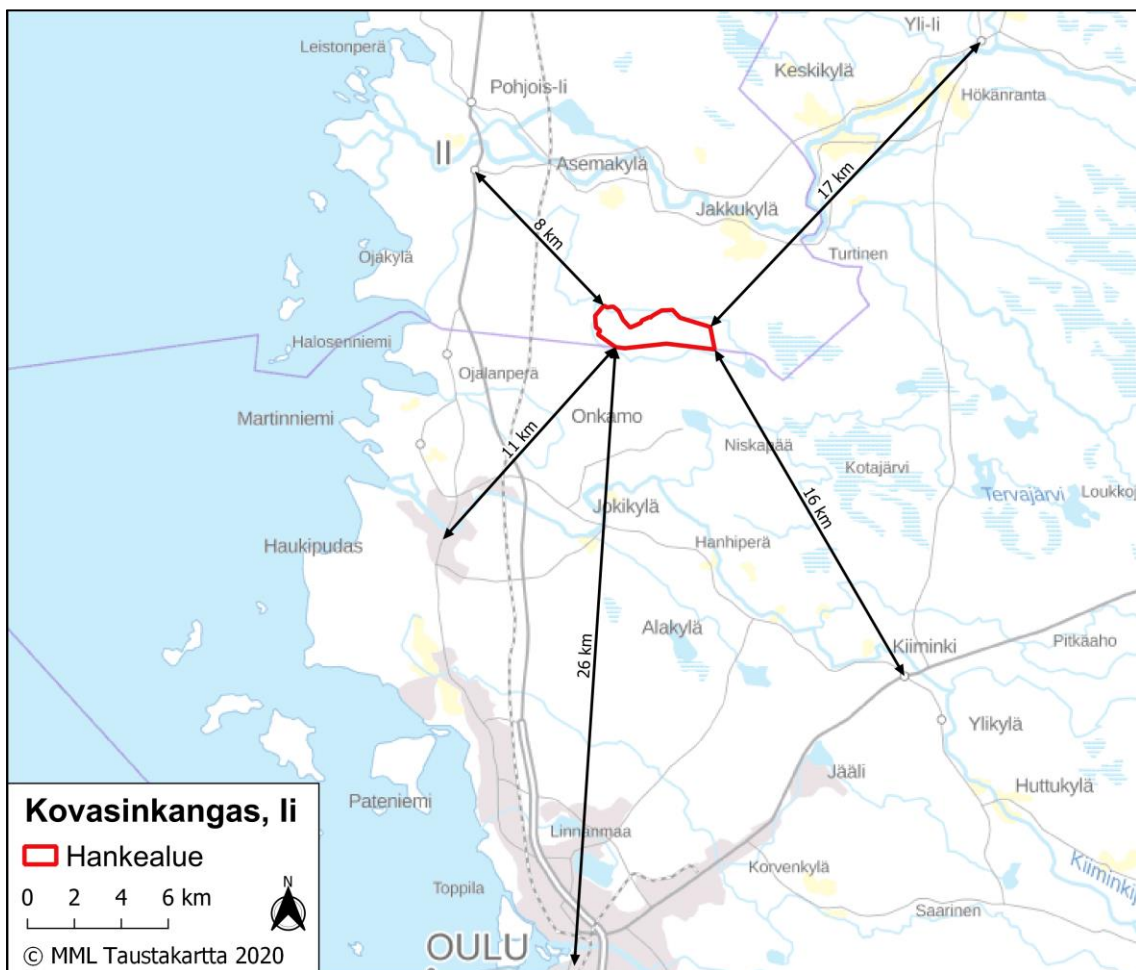 Leistonperä
Yli-Ii
Keskikylä
Pohjois-Ii
Hökänranta
II
Asemakylä
17 km
Jakkukylä
8 km
Ojakylä
Turtinen
Halosenniemi
Ojalanperä
Martinniemi
Onkamo
11 km
Niskapää
Kotajärvi
Tervajärvi
Loukkoj
16 km
Jokikylä
Haukipudas
Hanhiperä
Alakylä
26 km
Kiiminki
Pitkäaho
Ylikylä
Jääli
Huttukylä
Pateniemi
Linnanmaa
Korvenkylä
Kiiminkij
Toppila
Saarinen
OULU
Kovasinkangas, Ii
Hankealue
0 2 4 6 km
N
© MML Taustakartta 2020